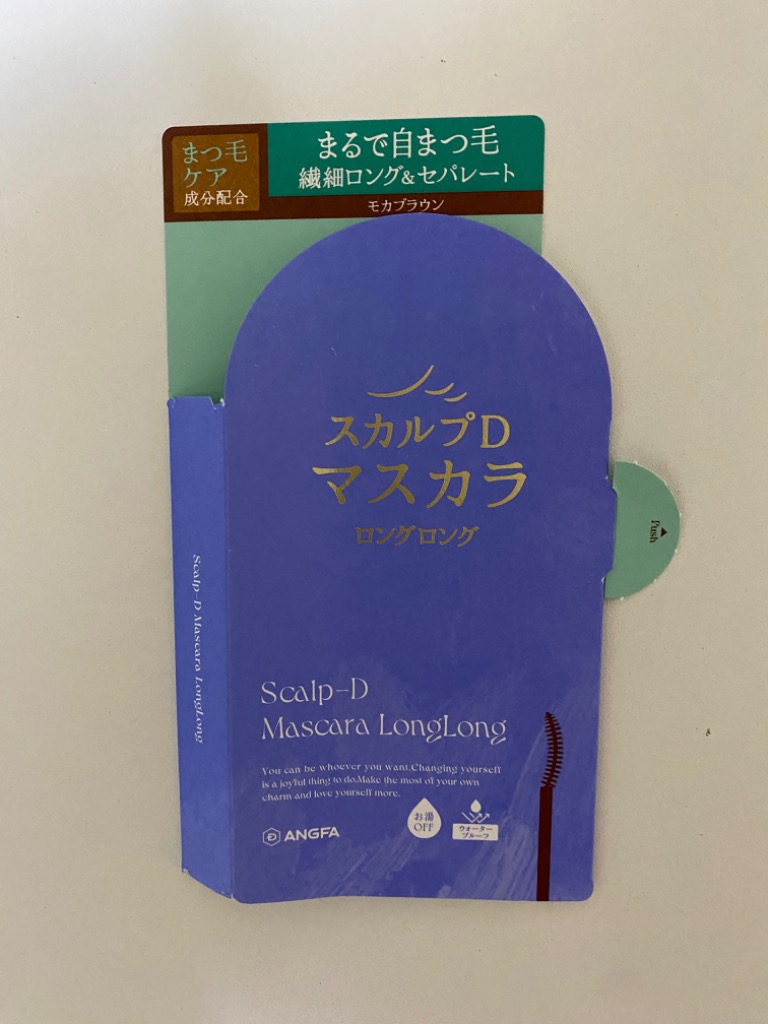 まつ毛
ケア
成分配合
まるで自まつ毛
繊細ロング&セパレート
モカブラウン
スカルプD
マスカラ
ロングロング
Push
Scalp-D Mascara LongLong
Scalp-D
Mascara LongLong
You can be whoever you want.Changing yourself
is a joyful thing to do.Make the most of your own
charm and love yourself more.
ANGFA
お湯
OFF
ウォーター
プルーフ